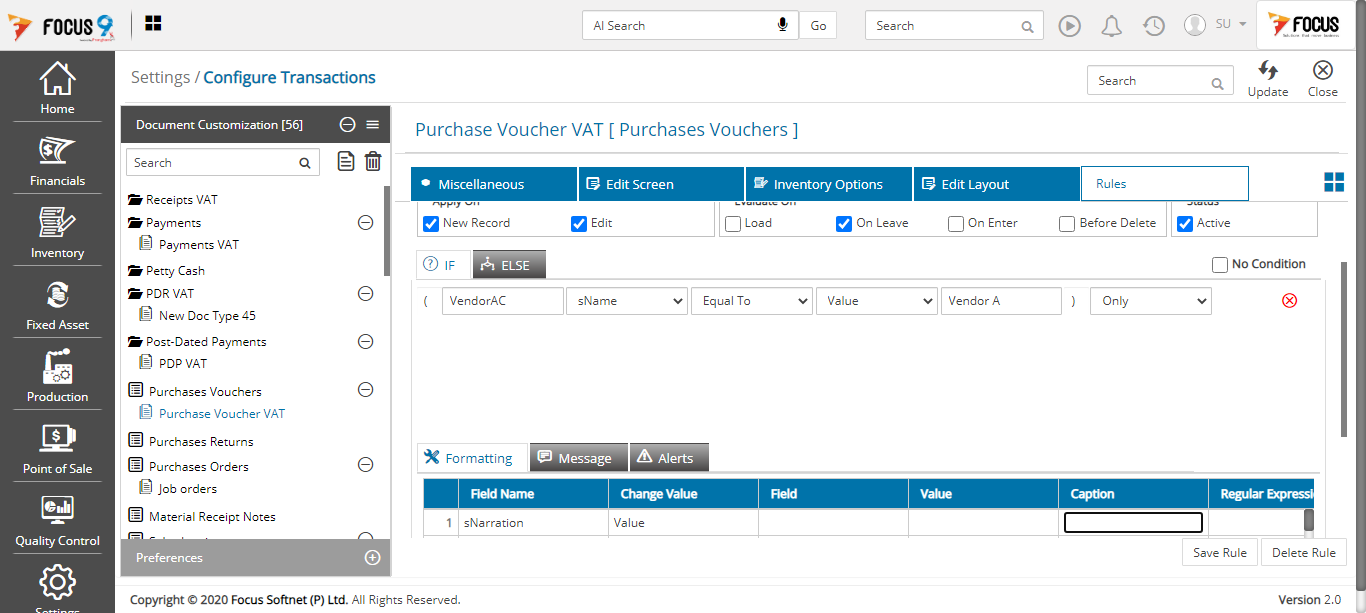 FOCUS 9
AI Search
Go
Search
SU
FOCUS
Home
Financials
Inventory
Fixed Asset
Production
Point of Sale
Quality Control
Settings
Settings / Configure Transactions
Search
Update
Close
Document Customization [56]
Search
Receipts VAT
Payments
Payments VAT
Petty Cash
PDR VAT
New Doc Type 45
Post-Dated Payments
PDP VAT
Purchases Vouchers
Purchase Voucher VAT
Purchases Returns
Purchases Orders
Job orders
Material Receipt Notes
Preferences
Purchase Voucher VAT [ Purchases Vouchers ]
Miscellaneous
Edit Screen
Inventory Options
Edit Layout
Rules
Apply On
Evaluate On
Status
New Record
Edit
Load
On Leave
On Enter
Before Delete
Active
IF
ELSE
No Condition
( VendorAC sName Equal To Value Vendor A ) Only
Formatting
Message
Alerts
Field Name Change Value Field Value Caption Regular Expressi
1 sNarration Value
Save Rule
Delete Rule
Copyright © 2020 Focus Softnet (P) Ltd. All Rights Reserved.
Version 2.0